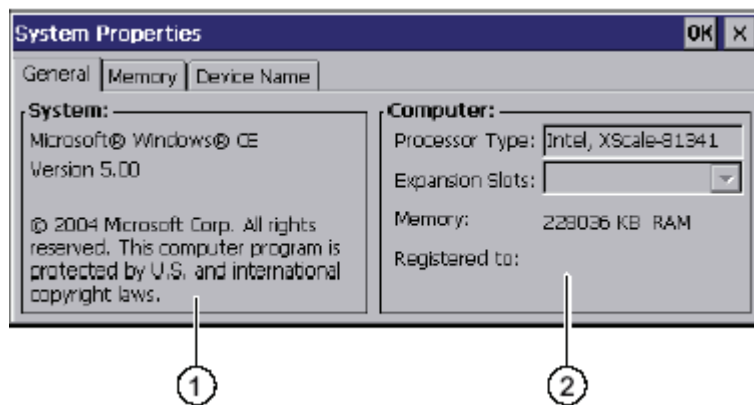 System Properties OK ×
General Memory Device Name
System:
Microsoft® Windows® CE
Version 5.00
© 2004 Microsoft Corp. All rights
reserved. This computer program is
protected by U.S. and international
copyright laws.
Computer:
Processor Type: Intel, XScale-81341
Expansion Slots:
Memory: 228036 KB RAM
Registered to:
1 2